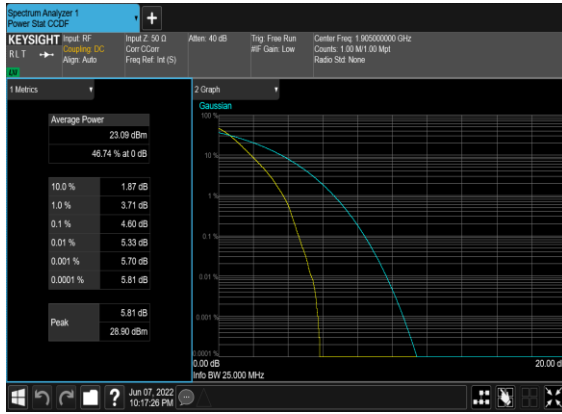 Spectrum Analyzer 1
Power Stat CCDF
KEYSIGHT Input: RF Input Z: 50 Ω Atten: 40 dB Trig: Free Run Center Freq: 1.905000000 GHz
R L T Coupling: DC Corr CCorr #IF Gain: Low Counts: 1.00 M/1.00 Mpt
Align: Auto Freq Ref: Int (S) Radio Std: None
1 Metrics
2 Graph
Average Power
23.09 dBm
46.74 % at 0 dB
10.0 % 1.87 dB
1.0 % 3.71 dB
0.1 % 4.60 dB
0.01 % 5.33 dB
0.001 % 5.70 dB
0.0001 % 5.81 dB
Peak 5.81 dB
28.90 dBm
Gaussian
100 %
10 %
1 %
0.1 %
0.01 %
0.001 %
0.0001 %
0.00 dB 20.00 d
Info BW 25.000 MHz
Jun 07, 2022
10:17:26 PM